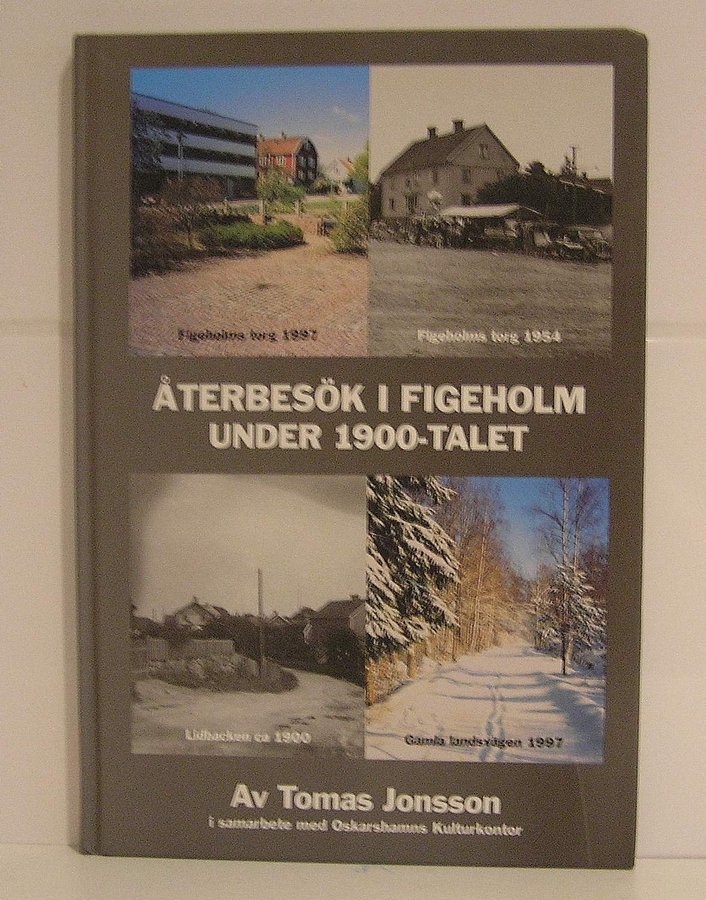 Figeholms torg 1997
Figeholms torg 1954
ÅTERBESÖK I FIGEHOLM
UNDER 1900-TALET
Lidbacken ca 1900
Gamla landsvägen 1997
Av Tomas Jonsson
i samarbete med Oskarshamns Kulturkontor